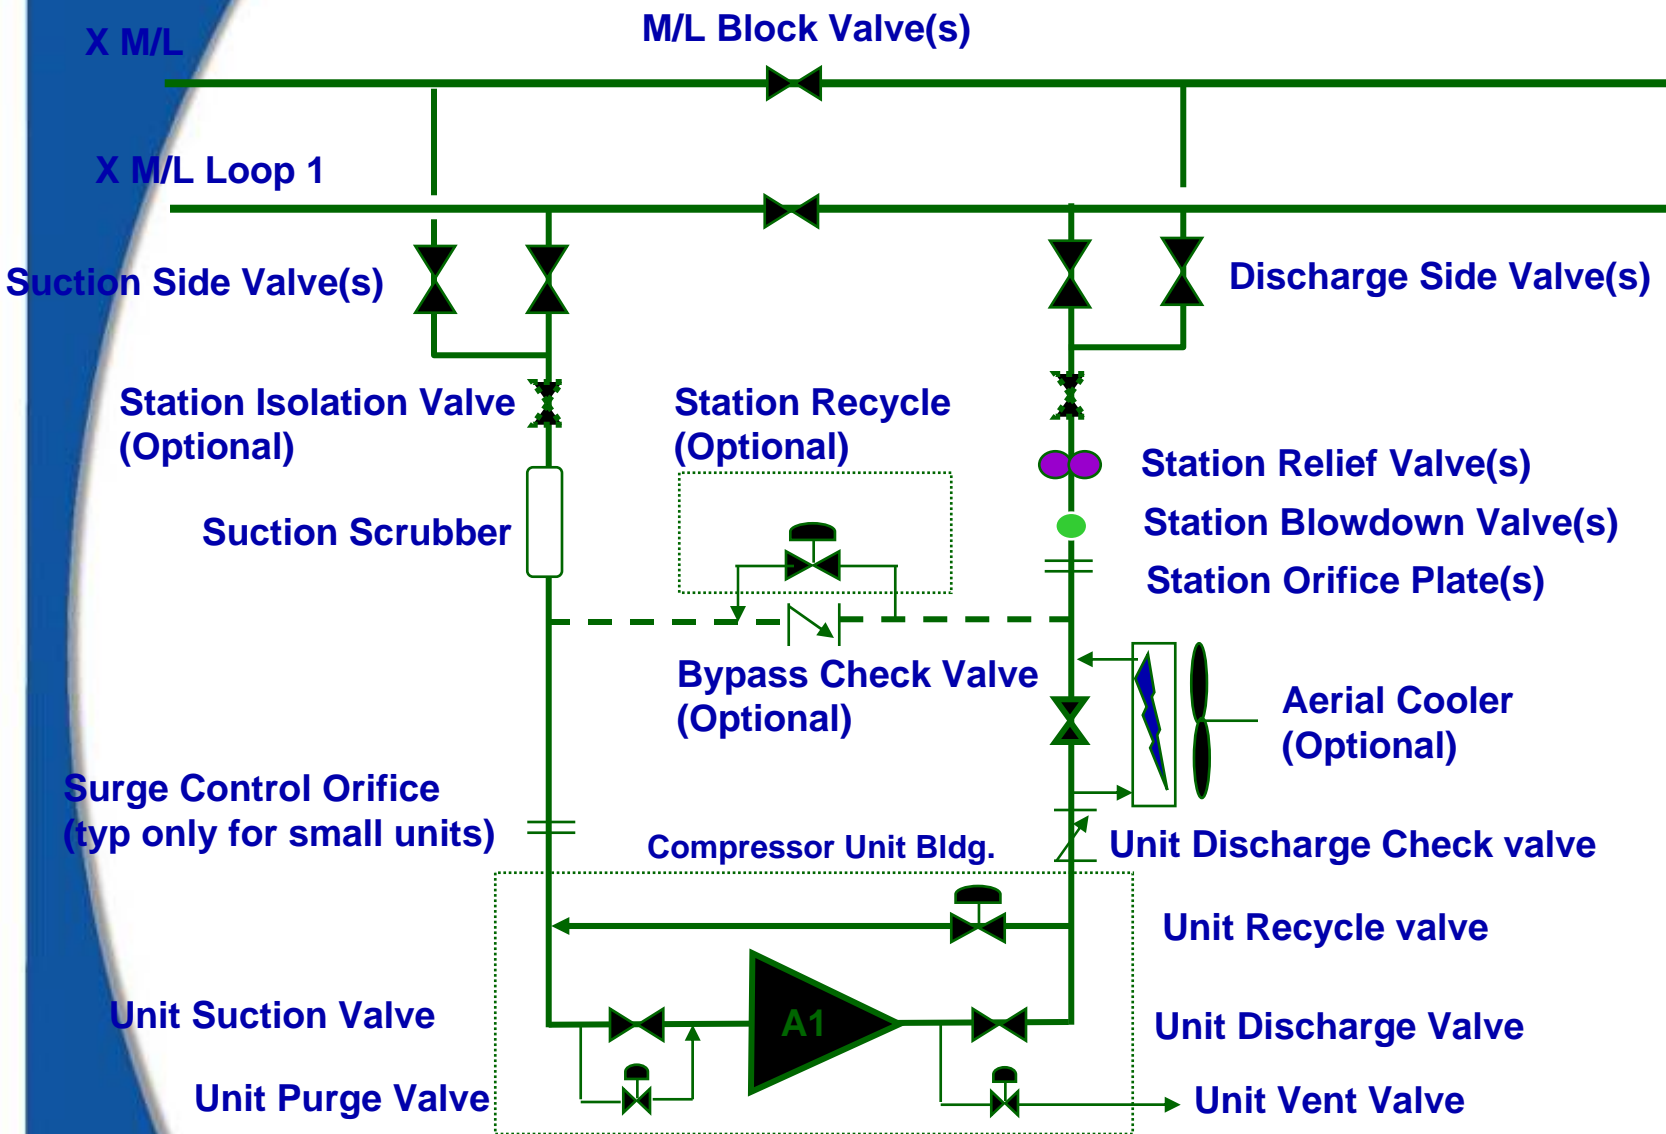 X M/L
M/L Block Valve(s)
X M/L Loop 1
Suction Side Valve(s)
Discharge Side Valve(s)
Station Isolation Valve
(Optional)
Station Recycle
(Optional)
Station Relief Valve(s)
Suction Scrubber
Station Blowdown Valve(s)
Station Orifice Plate(s)
Bypass Check Valve
(Optional)
Aerial Cooler
(Optional)
Surge Control Orifice
(typ only for small units)
Compressor Unit Bldg.
Unit Discharge Check valve
Unit Recycle valve
Unit Suction Valve
A1
Unit Discharge Valve
Unit Purge Valve
Unit Vent Valve